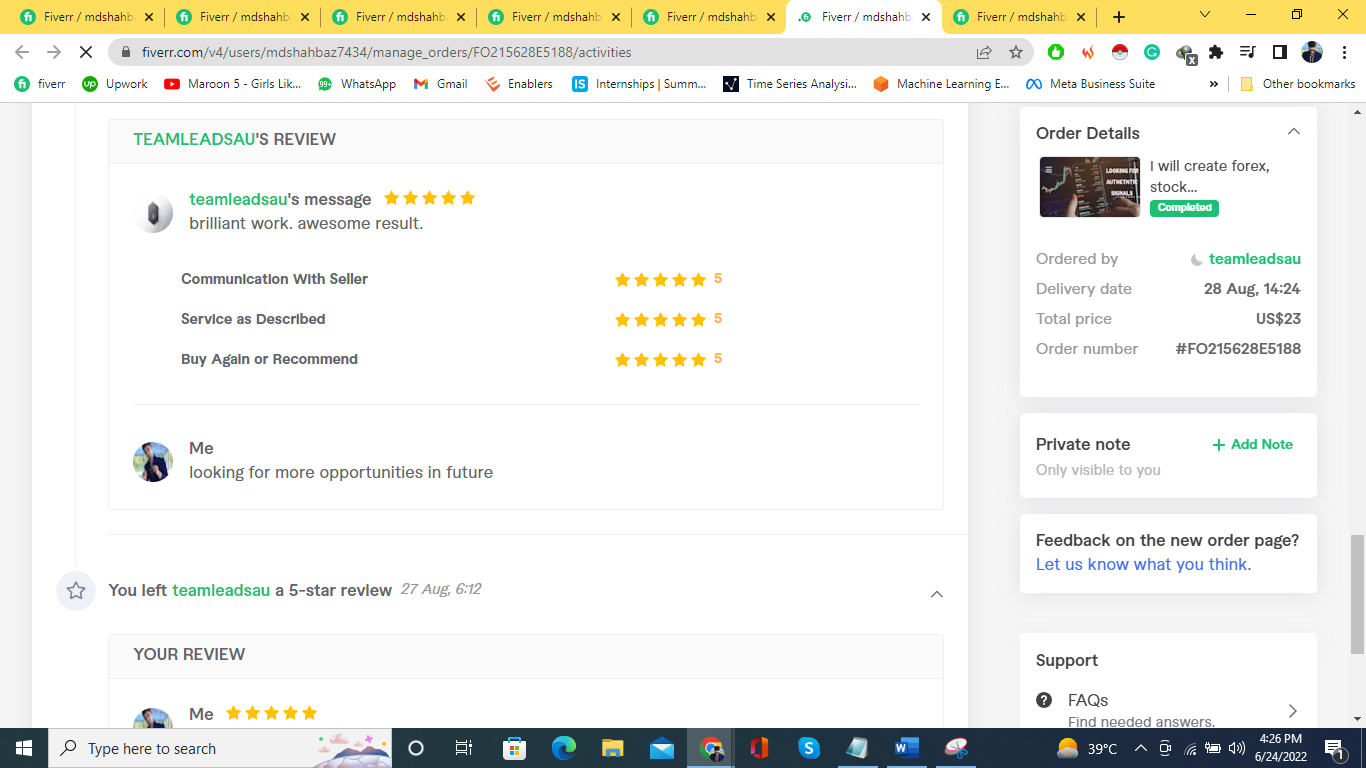 Fiverr / mdshahb
Fiverr / mdshahb
Fiverr / mdshahb
Fiverr / mdshahb
Fiverr / mdshahb
Fiverr / mdshahb
Fiverr / mdshahb
fiverr.com/v4/users/mdshahbaz7434/manage_orders/FO215628E5188/activities
fiverr
Upwork
Maroon 5 - Girls Lik...
99+
WhatsApp
Gmail
Enablers
IS
Internships | Summ...
Time Series Analysi...
Machine Learning E...
Meta Business Suite
»
Other bookmarks
TEAMLEADSAU'S REVIEW
teamleadsau's message
brilliant work. awesome result.
Communication With Seller 5
Service as Described 5
Buy Again or Recommend 5
Me
looking for more opportunities in future
You left teamleadsau a 5-star review 27 Aug, 6:12
YOUR REVIEW
Me
Order Details
LOOKING FOR
AUTHETNTIC
SIGNALS
I will create forex,
stock...
Completed
Ordered by teamleadsau
Delivery date 28 Aug, 14:24
Total price US$23
Order number #FO215628E5188
Private note + Add Note
Only visible to you
Feedback on the new order page?
Let us know what you think.
Support
FAQs
Find needed answers.
Type here to search
39°C
4:26 PM
6/24/2022
1